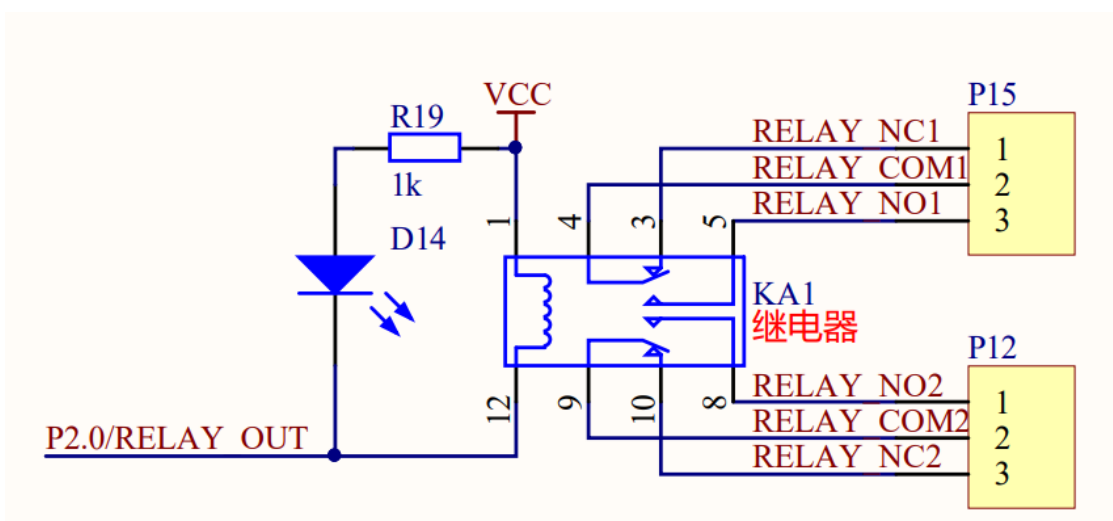 VCC
P15
R19
RELAY_NC1
1
RELAY_COM1
2
1k
RELAY_NO1
3
1
4
3
5
D14
KA1
继电器
P12
12
9
10
8
RELAY_NO2
1
RELAY_COM2
2
P2.0/RELAY_OUT
RELAY_NC2
3